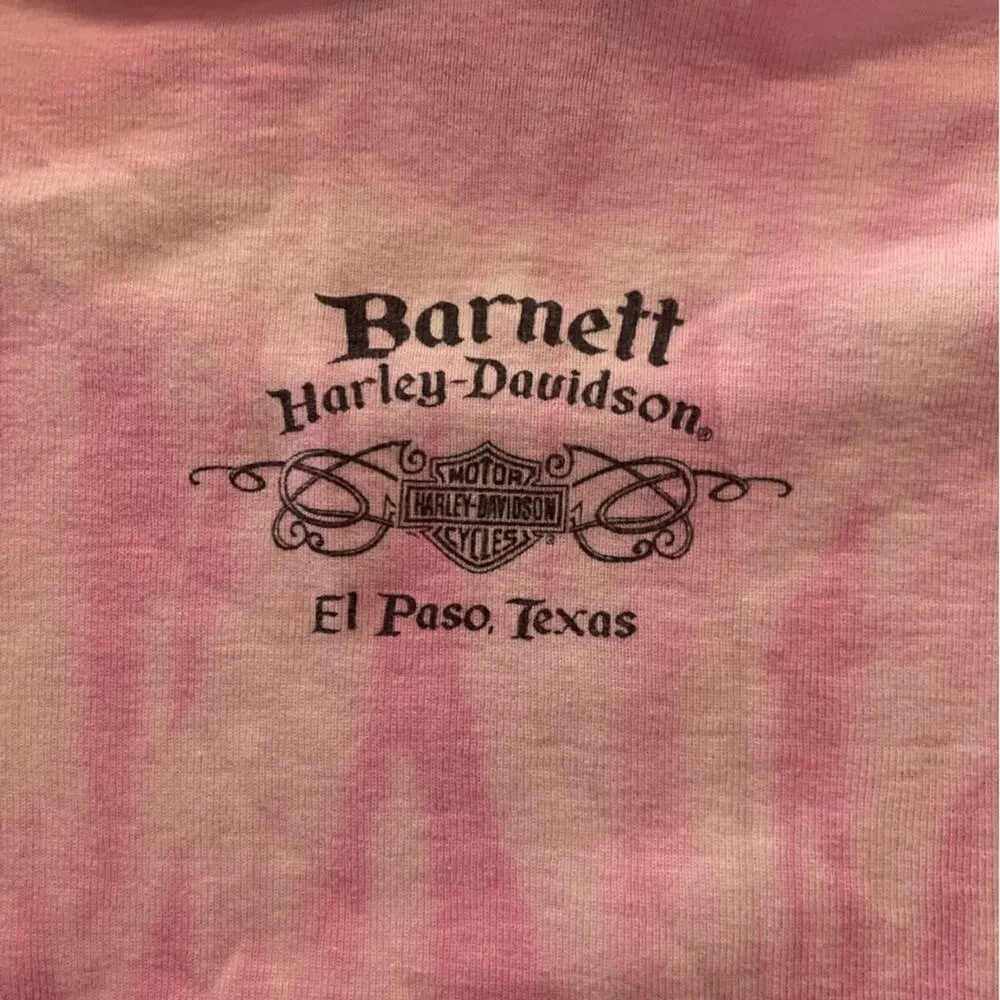 Barnett
Harley-Davidson®
MOTOR
HARLEY-DAVIDSON
CYCLES
El Paso, Texas